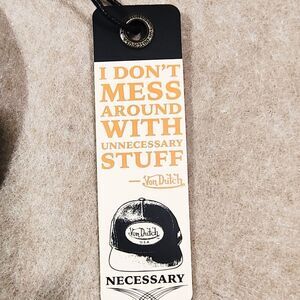 I DON'T
MESS
AROUND
WITH
UNNECESSARY
STUFF
— Von Dutch.
Von Dutch
U.S.A.
NECESSARY